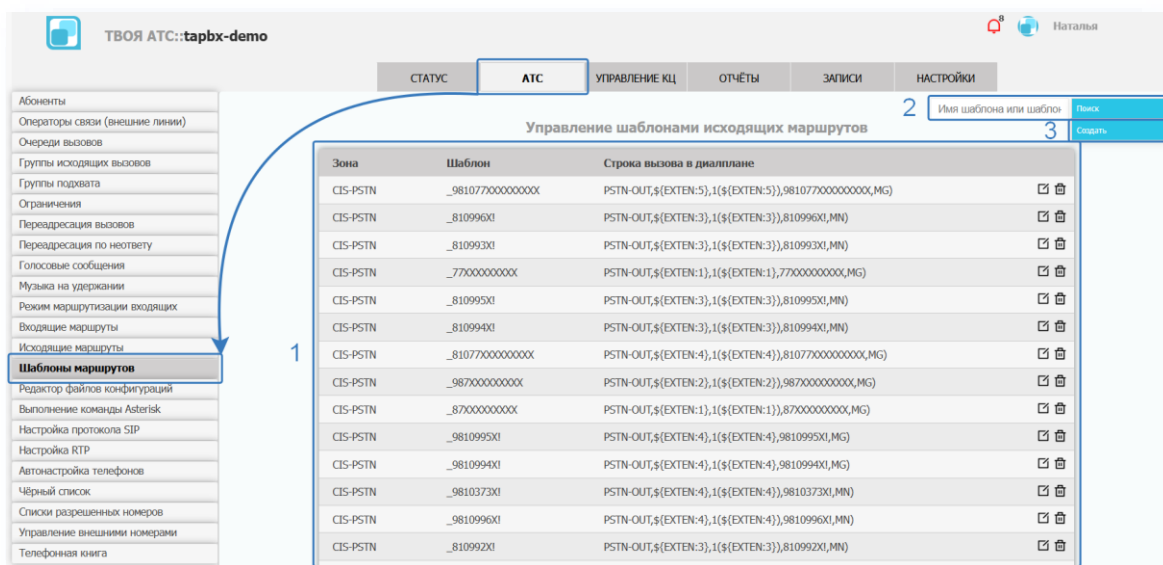 ТВОЯ АТС::tapbx-demo
8
Наталья
СТАТУС АТС УПРАВЛЕНИЕ КЦ ОТЧЁТЫ ЗАПИСИ НАСТРОЙКИ
Абоненты
Операторы связи (внешние линии)
Очереди вызовов
Группы исходящих вызовов
Группы подхвата
Ограничения
Переадресация вызовов
Переадресация по неответу
Голосовые сообщения
Музыка на удержании
Режим маршрутизации входящих
Входящие маршруты
Исходящие маршруты
Шаблоны маршрутов
Редактор файлов конфигураций
Выполнение команды Asterisk
Настройка протокола SIP
Настройка RTP
Автонастройка телефонов
Чёрный список
Списки разрешенных номеров
Управление внешними номерами
Телефонная книга
2 Имя шаблона или шабло Поиск
Управление шаблонами исходящих маршрутов
3 Создать
1
Зона Шаблон Строка вызова в диалплане
CIS-PSTN _981077XXXXXXXXX PSTN-OUT,${EXTEN:5},1(${EXTEN:5}),981077XXXXXXXXX,MG)
CIS-PSTN _810996X! PSTN-OUT,${EXTEN:3},1(${EXTEN:3}),810996X!,MN)
CIS-PSTN _810993X! PSTN-OUT,${EXTEN:3},1(${EXTEN:3}),810993X!,MN)
CIS-PSTN _77XXXXXXXXX PSTN-OUT,${EXTEN:1},1(${EXTEN:1},77XXXXXXXXX,MG)
CIS-PSTN _810995X! PSTN-OUT,${EXTEN:3},1(${EXTEN:3}),810995X!,MN)
CIS-PSTN _810994X! PSTN-OUT,${EXTEN:3},1(${EXTEN:3}),810994X!,MN)
CIS-PSTN _81077XXXXXXXXX PSTN-OUT,${EXTEN:4},1(${EXTEN:4}),81077XXXXXXXXX,MG)
CIS-PSTN _987XXXXXXXXX PSTN-OUT,${EXTEN:2},1(${EXTEN:2}),987XXXXXXXXX,MG)
CIS-PSTN _87XXXXXXXXX PSTN-OUT,${EXTEN:1},1(${EXTEN:1}),87XXXXXXXXX,MG)
CIS-PSTN _9810995X! PSTN-OUT,${EXTEN:4},1(${EXTEN:4},9810995X!,MG)
CIS-PSTN _9810994X! PSTN-OUT,${EXTEN:4},1(${EXTEN:4},9810994X!,MG)
CIS-PSTN _9810373X! PSTN-OUT,${EXTEN:4},1(${EXTEN:4}),9810373X!,MN)
CIS-PSTN _9810996X! PSTN-OUT,${EXTEN:4},1(${EXTEN:4}),9810996X!,MN)
CIS-PSTN _810992X! PSTN-OUT,${EXTEN:3},1(${EXTEN:3}),810992X!,MN)